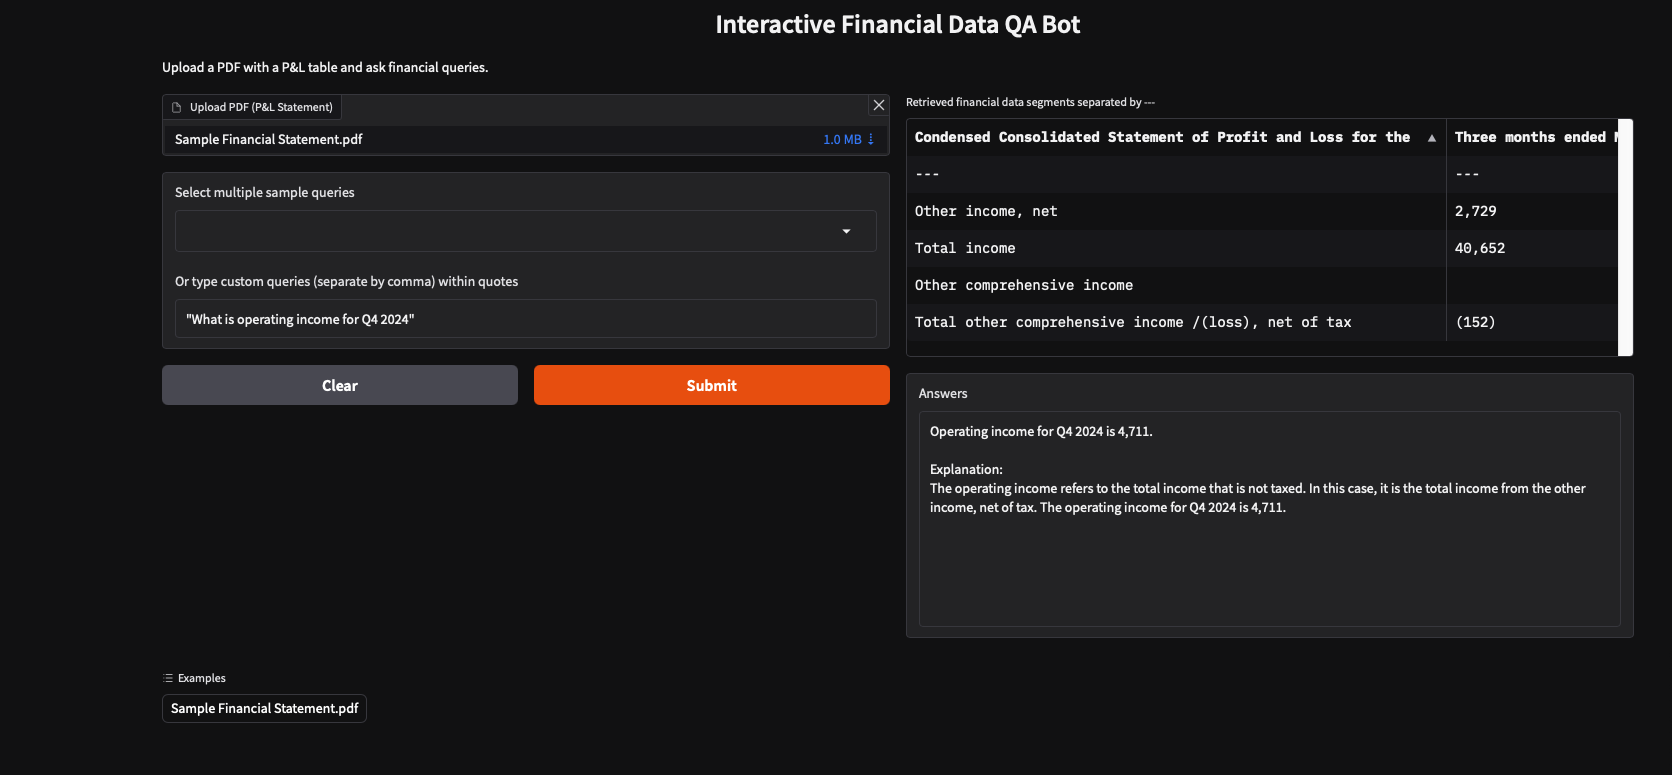 Interactive Financial Data QA Bot
Upload a PDF with a P&L table and ask financial queries.
Upload PDF (P&L Statement)
Sample Financial Statement.pdf 1.0 MB ⇣
Select multiple sample queries
Or type custom queries (separate by comma) within quotes
"What is operating income for Q4 2024"
Clear Submit
Retrieved financial data segments separated by ---
Condensed Consolidated Statement of Profit and Loss for the ▲ Three months ended
--- ---
Other income, net 2,729
Total income 40,652
Other comprehensive income
Total other comprehensive income /(loss), net of tax (152)
Answers
Operating income for Q4 2024 is 4,711.
Explanation:
The operating income refers to the total income that is not taxed. In this case, it is the total income from the other
income, net of tax. The operating income for Q4 2024 is 4,711.
Examples
Sample Financial Statement.pdf